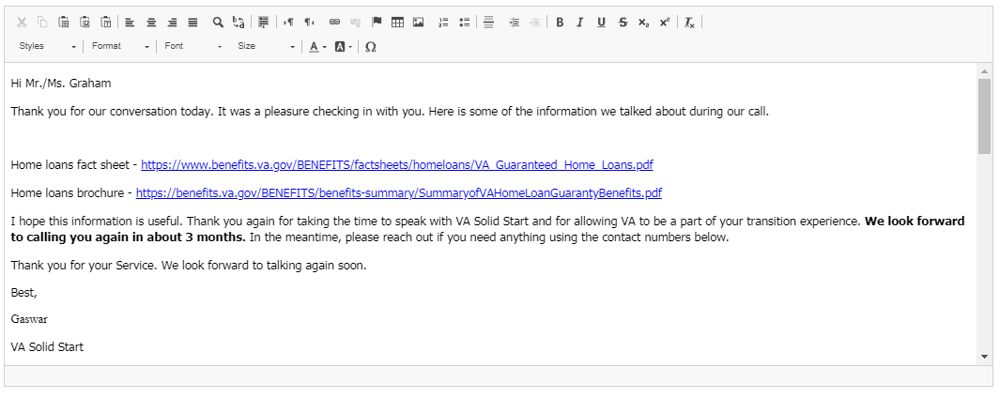 Styles Format Font Size
Hi Mr./Ms. Graham
Thank you for our conversation today. It was a pleasure checking in with you. Here is some of the information we talked about during our call.
Home loans fact sheet - https://www.benefits.va.gov/BENEFITS/factsheets/homeloans/VA_Guaranteed_Home_Loans.pdf
Home loans brochure - https://benefits.va.gov/BENEFITS/benefits-summary/SummaryofVAHomeLoanGuarantyBenefits.pdf
I hope this information is useful. Thank you again for taking the time to speak with VA Solid Start and for allowing VA to be a part of your transition experience. We look forward
to calling you again in about 3 months. In the meantime, please reach out if you need anything using the contact numbers below.
Thank you for your Service. We look forward to talking again soon.
Best,
Gaswar
VA Solid Start